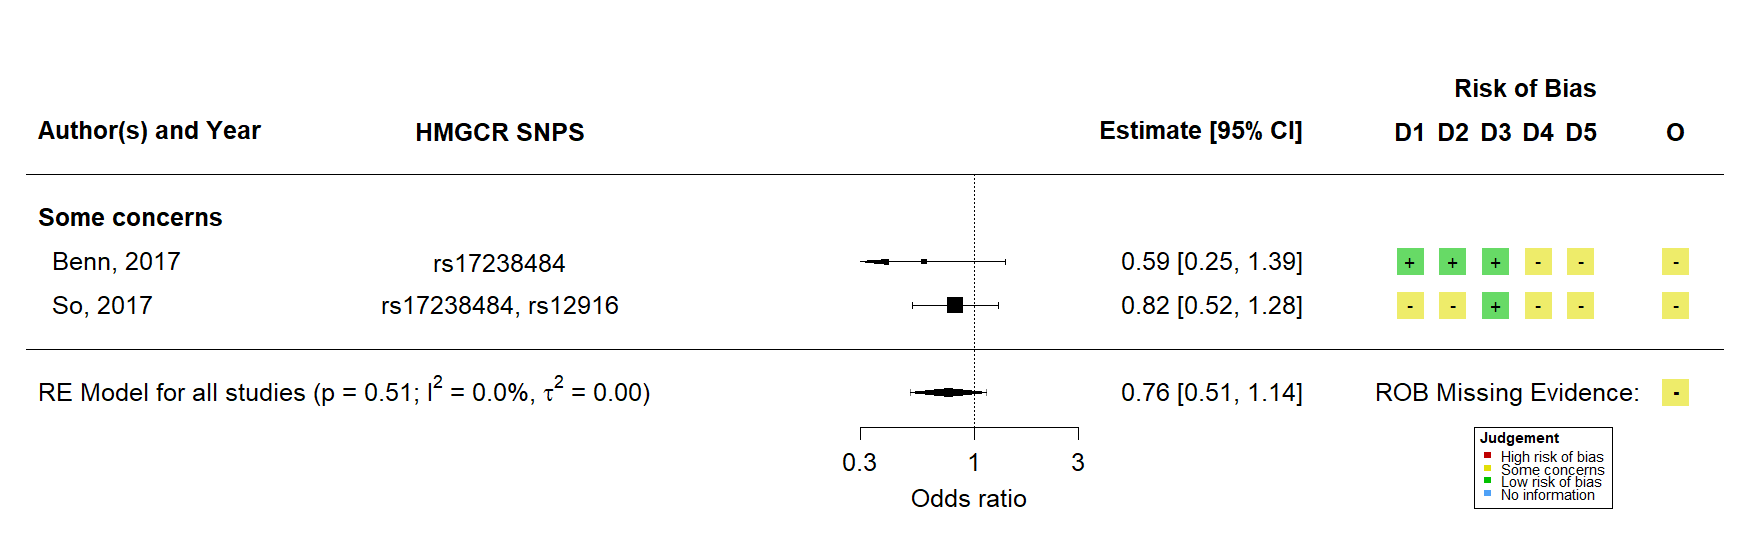 Risk of Bias
Author(s) and Year HMGCR SNPS Estimate [95% CI] D1 D2 D3 D4 D5 O
Some concerns
Benn, 2017 rs17238484 0.59 [0.25, 1.39] + + + - - -
So, 2017 rs17238484, rs12916 0.82 [0.52, 1.28] - - + - - -
RE Model for all studies (p = 0.51; I² = 0.0%, τ² = 0.00) 0.76 [0.51, 1.14] ROB Missing Evidence: -
0.3 1 3
Odds ratio
Judgement
High risk of bias
Some concerns
Low risk of bias
No information